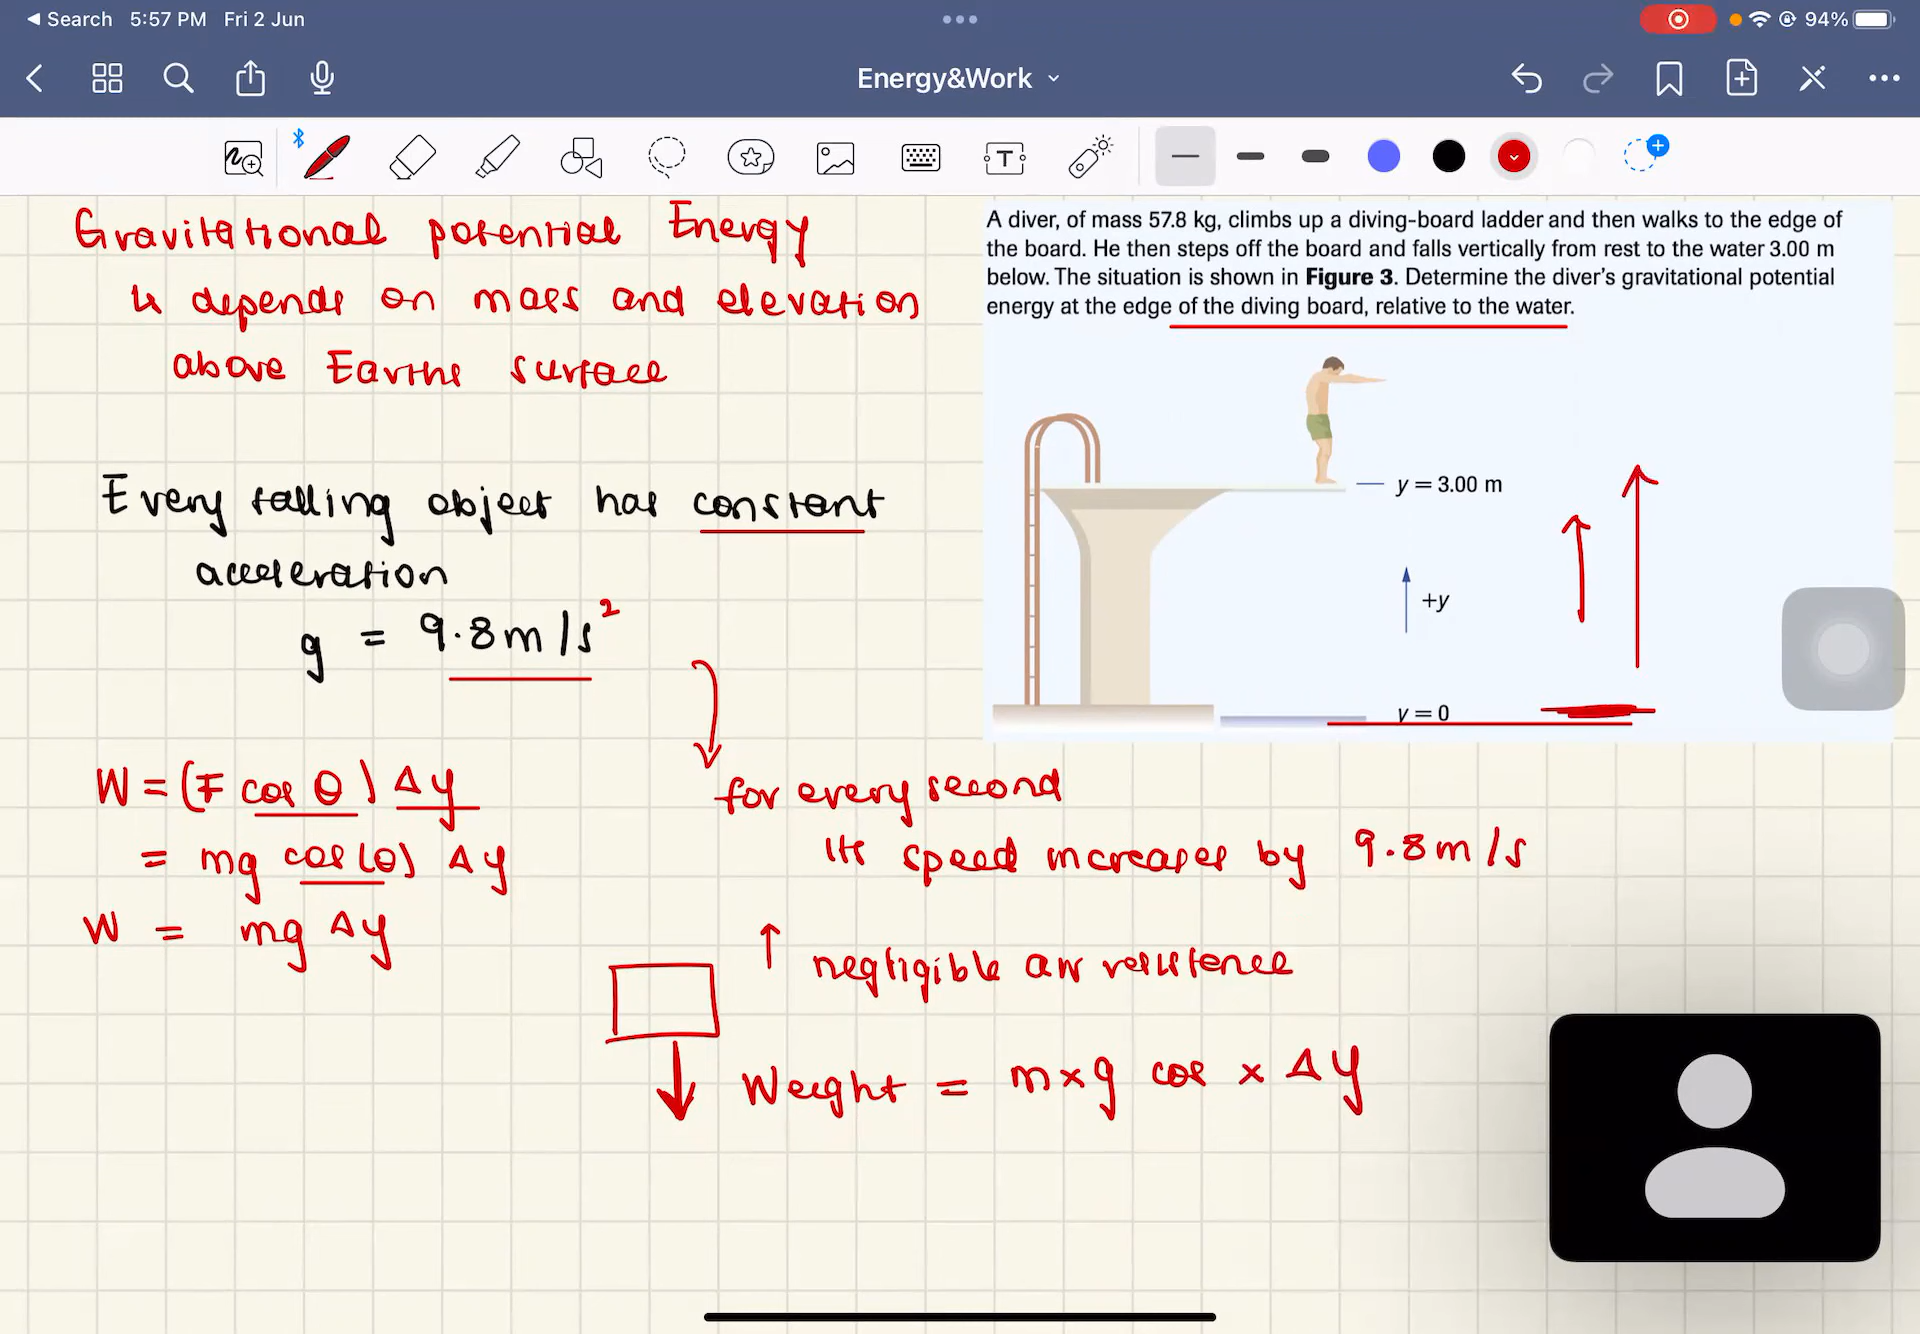 Search 5:57 PM Fri 2 Jun
94%
Energy&Work
T
Gravitational potential Energy
↳ depends on mass and elevation
above Earths surface
Every falling object has constant
acceleration
g = 9.8m/s²
W = (F cos θ) Δy
= mg cos(0) Δy
W = mg Δy
A diver, of mass 57.8 kg, climbs up a diving-board ladder and then walks to the edge of
the board. He then steps off the board and falls vertically from rest to the water 3.00 m
below. The situation is shown in Figure 3. Determine the diver's gravitational potential
energy at the edge of the diving board, relative to the water.
y = 3.00 m
+y
y = 0
for every second
its speed increases by 9.8m/s
↑ negligible air resistence
Weight = m×g cos × Δy